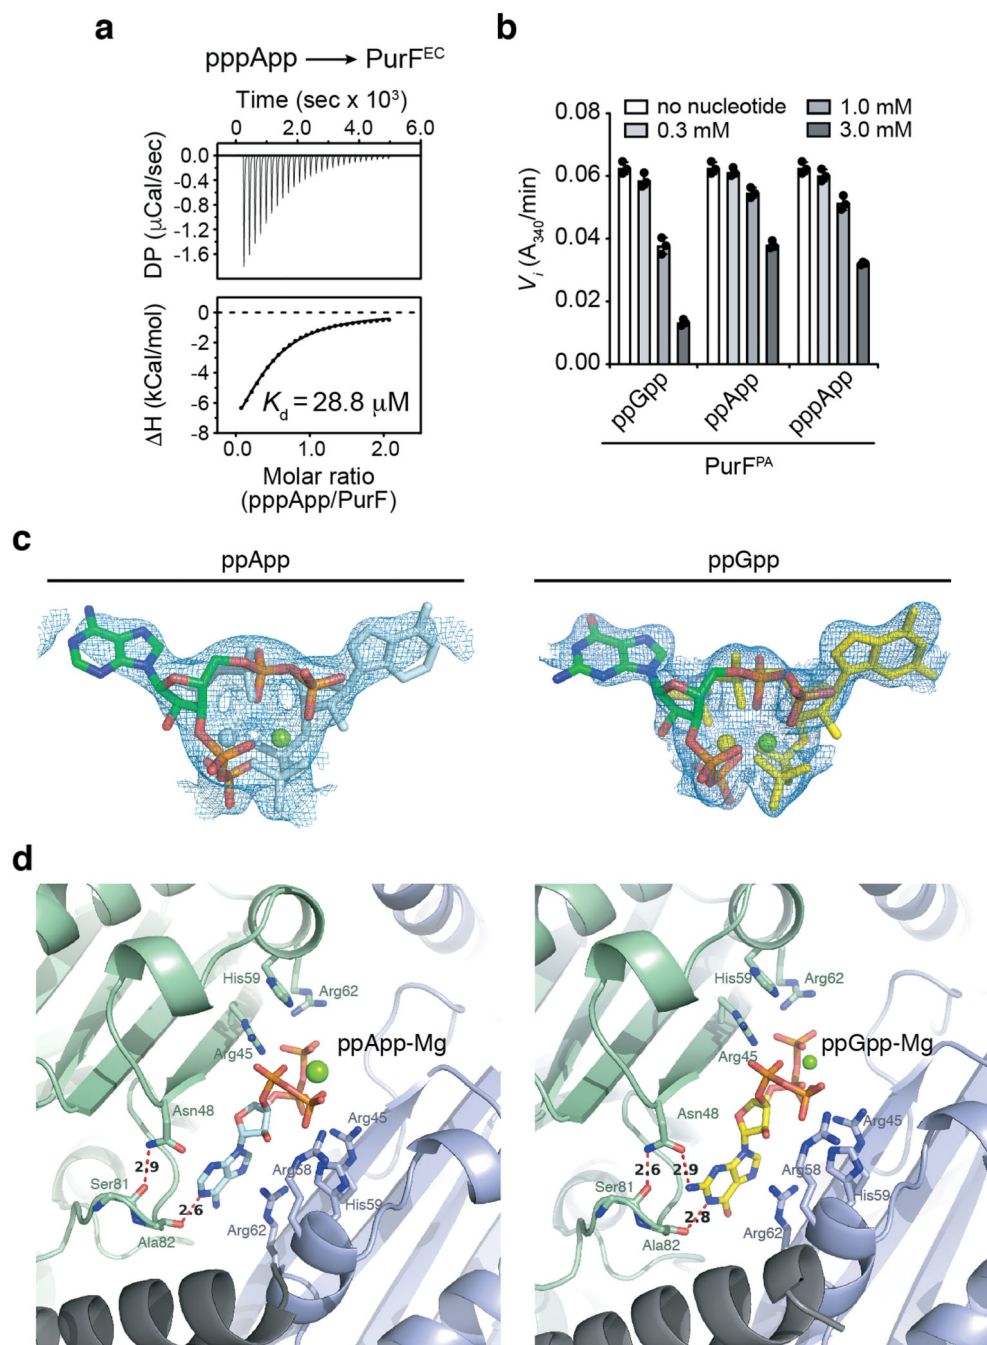 a
pppApp → PurF^EC
Time (sec x 10³)
0 2.0 4.0 6.0
DP (μCal/sec)
0.0
-0.4
-0.8
-1.2
-1.6
ΔH (kCal/mol)
0
-2
-4
-6
-8
K_d = 28.8 μM
0.0 1.0 2.0
Molar ratio
(pppApp/PurF)
b
no nucleotide
0.3 mM
1.0 mM
3.0 mM
V_i (A_340/min)
0.08
0.06
0.04
0.02
0.00
ppGpp ppApp pppApp
PurF^PA
c
ppApp
ppGpp
d
His59
Arg62
Arg45
ppApp-Mg
Asn48
Arg45
2.9
Arg58
Ser81
His59
2.6
Arg62
Ala82
His59
Arg62
Arg45
ppGpp-Mg
Asn48
Arg45
2.6 2.9
Arg58
Ser81
His59
2.8
Arg62
Ala82